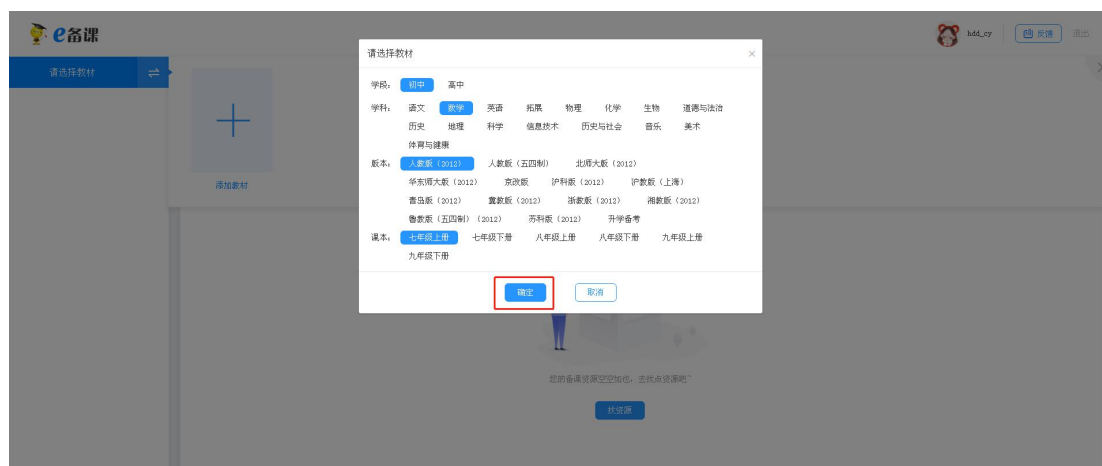 e备课
hdd_cy 反馈 退出
请选择教材
添加教材
请选择教材
学段： 初中 高中
学科： 语文 数学 英语 拓展 物理 化学 生物 道德与法治
历史 地理 科学 信息技术 历史与社会 音乐 美术
体育与健康
版本： 人教版（2012） 人教版（五四制） 北师大版（2012）
华东师大版（2012） 京改版 沪科版（2012） 沪教版（上海）
青岛版（2012） 冀教版（2012） 浙教版（2012） 湘教版（2012）
鲁教版（五四制）（2012） 苏科版（2012） 升学备考
课本： 七年级上册 七年级下册 八年级上册 八年级下册 九年级上册
九年级下册
确定 取消
您的备课资源空空如也，去找点资源吧~
找资源